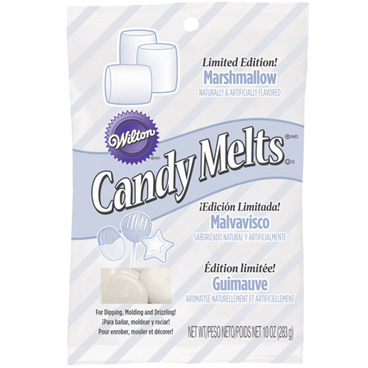 Limited Edition!
Marshmallow
NATURALLY & ARTIFICIALLY FLAVORED
Wilton
Candy Melts®
¡Edición Limitada!
Malvavisco
SABORIZADO NATURAL Y ARTIFICIALMENTE
Édition limitée!
Guimauve
AROMATISÉ NATURELLEMENT ET ARTIFICIELLEMENT
For Dipping, Molding and Drizzling!
¡Para bañar, moldear y rociar!
Pour enrober, mouler et décorer!
NET WT/PESO NETO/POIDS NET 10 OZ (283 g)